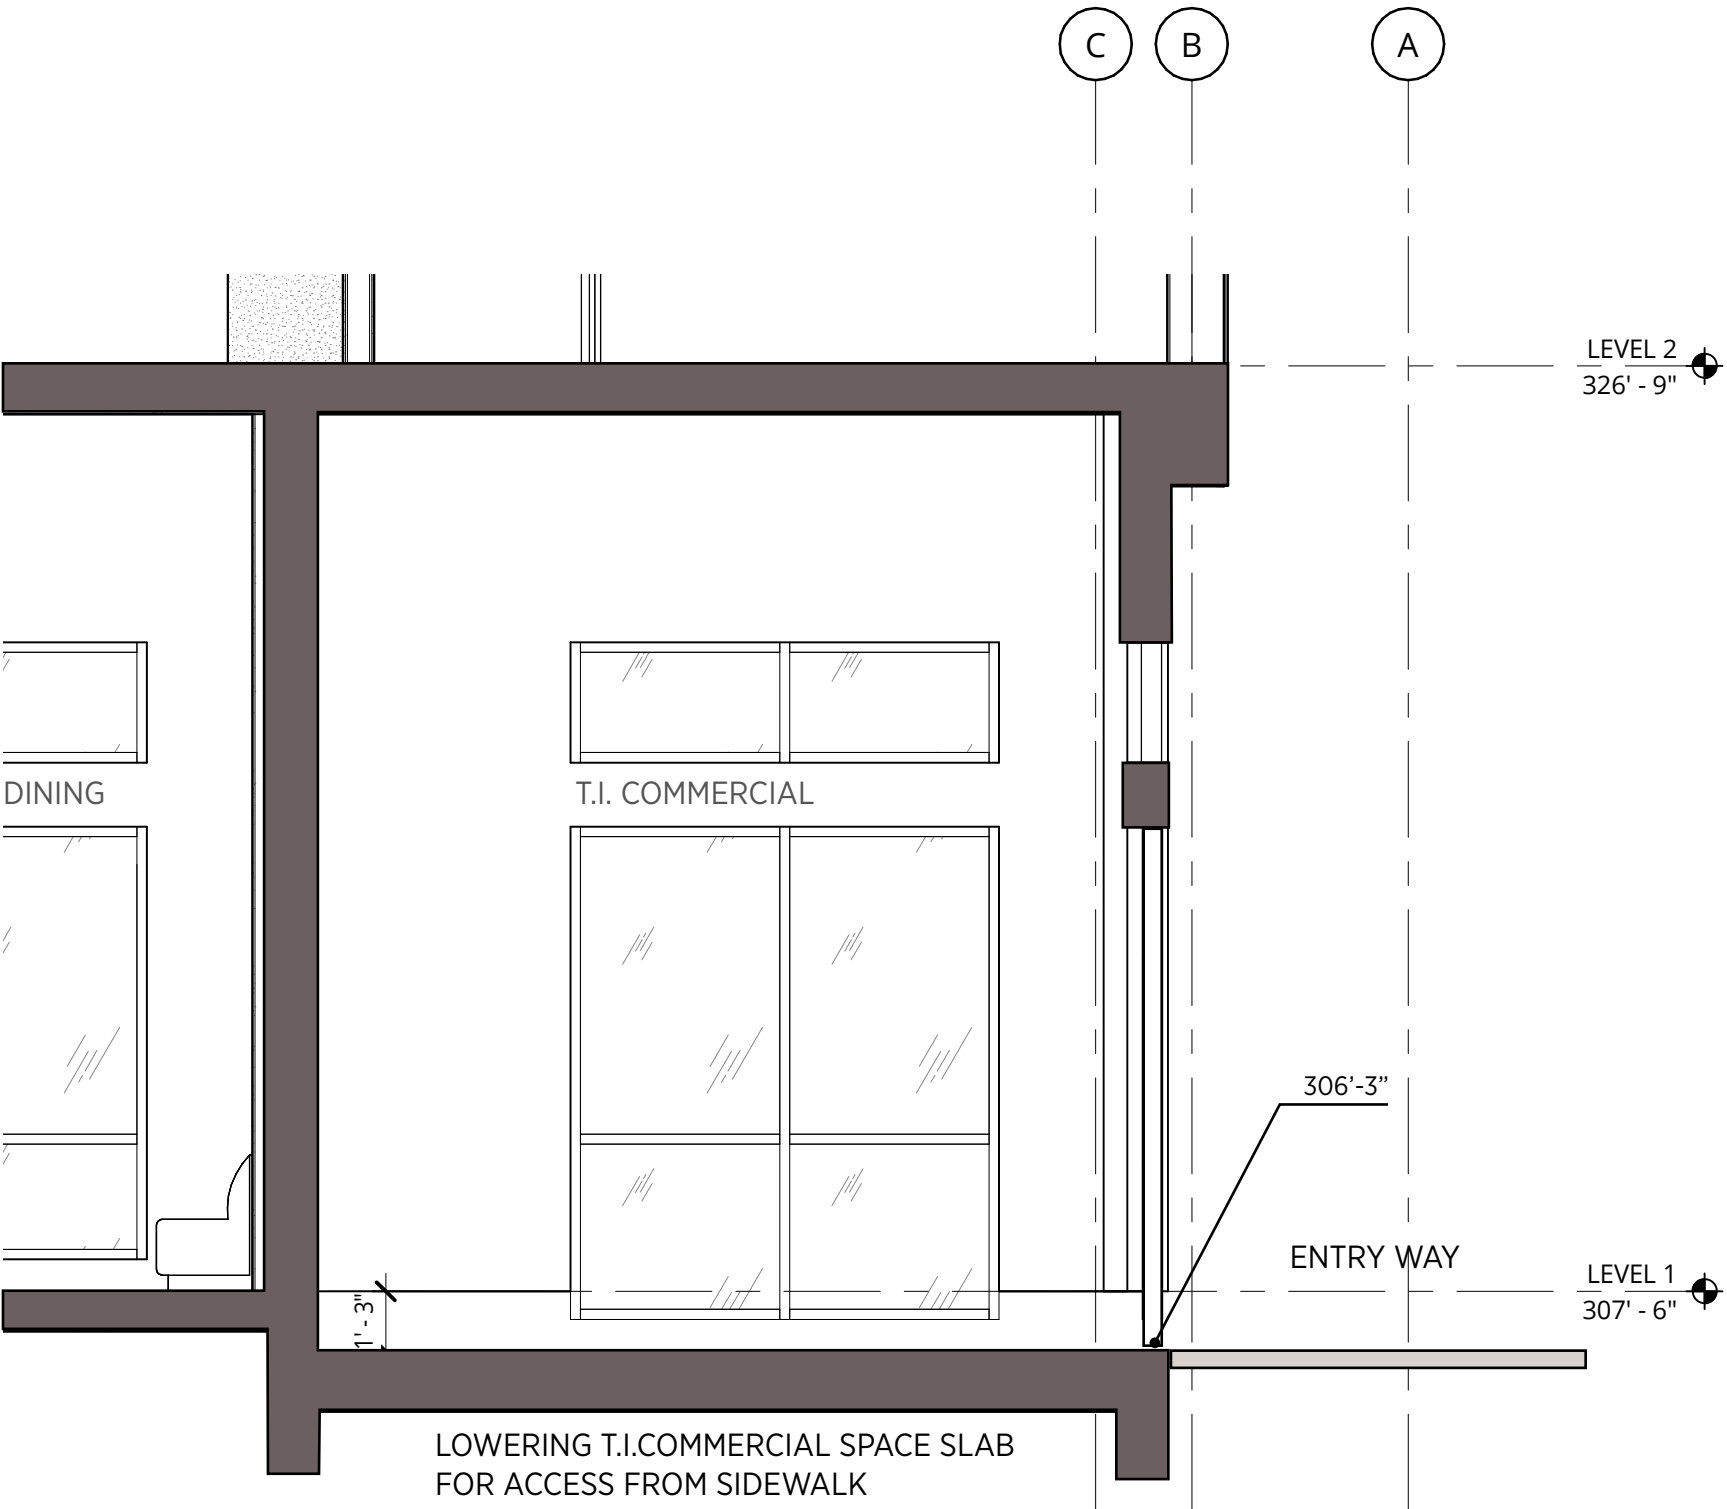 C
B
A
LEVEL 2
326' - 9"
DINING
T.I. COMMERCIAL
306’-3”
ENTRY WAY
LEVEL 1
307' - 6"
1' - 3"
LOWERING T.I.COMMERCIAL SPACE SLAB
FOR ACCESS FROM SIDEWALK